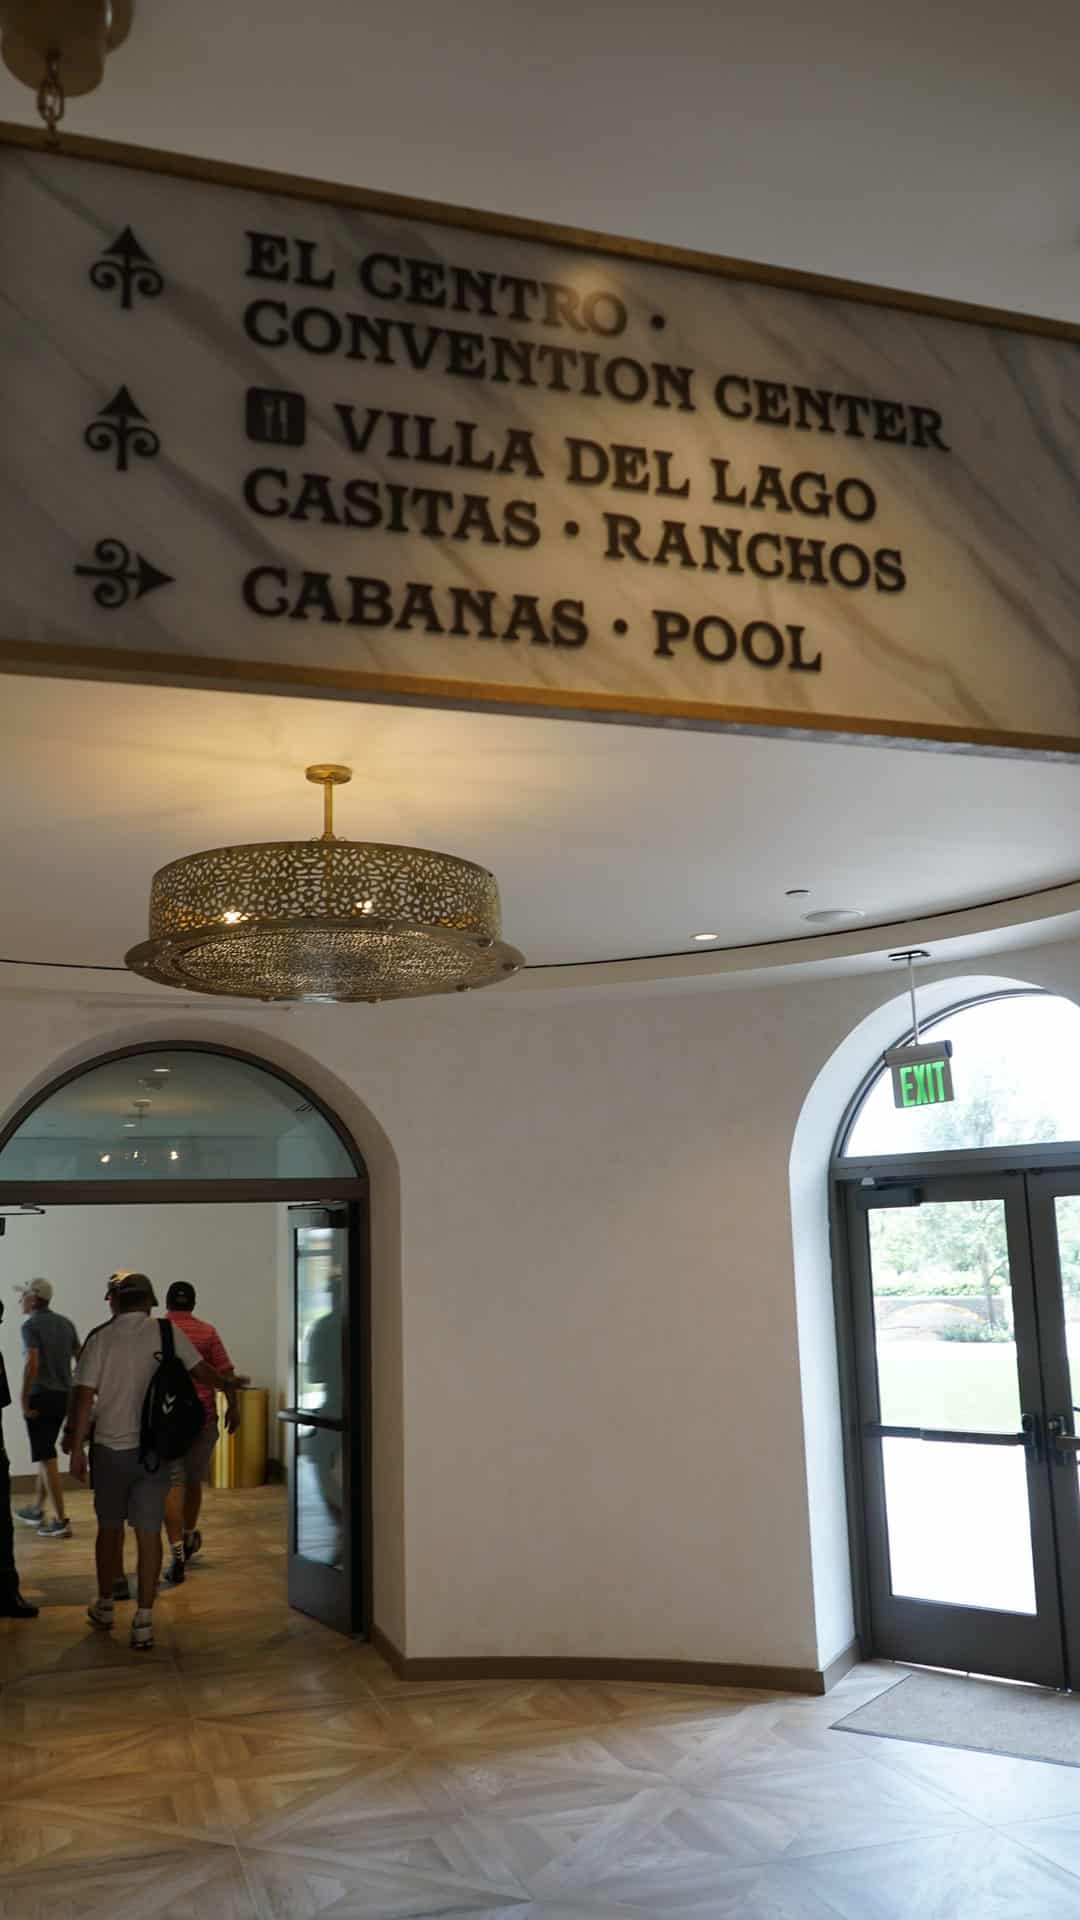 EL CENTRO •
CONVENTION CENTER
VILLA DEL LAGO
CASITAS • RANCHOS
CABANAS • POOL
EXIT